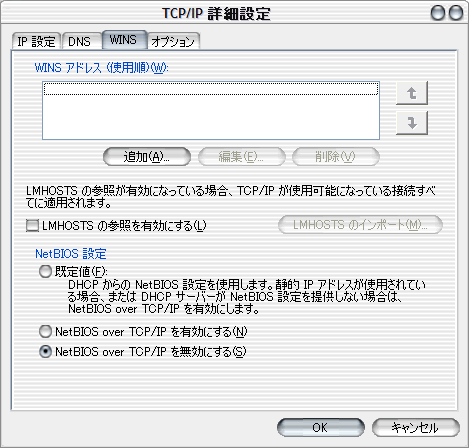 TCP/IP 詳細設定
IP 設定 DNS WINS オプション
WINS アドレス (使用順)(W):
追加(A)... 編集(E)... 削除(V)
LMHOSTS の参照が有効になっている場合、TCP/IP が使用可能になっている接続すべ
てに適用されます。
LMHOSTS の参照を有効にする(L) LMHOSTS のインポート(M)...
NetBIOS 設定
既定値(F):
DHCP からの NetBIOS 設定を使用します。静的 IP アドレスが使用されてい
る場合、または DHCP サーバーが NetBIOS 設定を提供しない場合は、
NetBIOS over TCP/IP を有効にします。
NetBIOS over TCP/IP を有効にする(N)
NetBIOS over TCP/IP を無効にする(S)
OK キャンセル